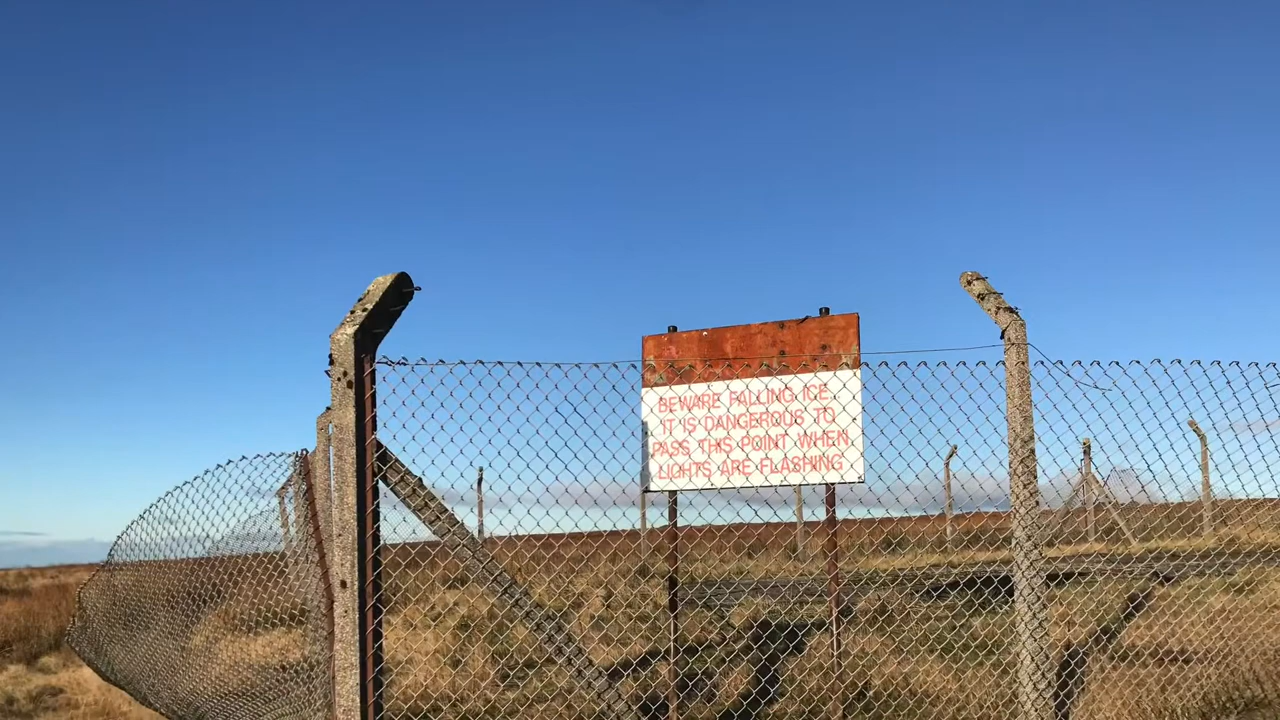 BEWARE FALLING ICE.
IT IS DANGEROUS TO
PASS THIS POINT WHEN
LIGHTS ARE FLASHING